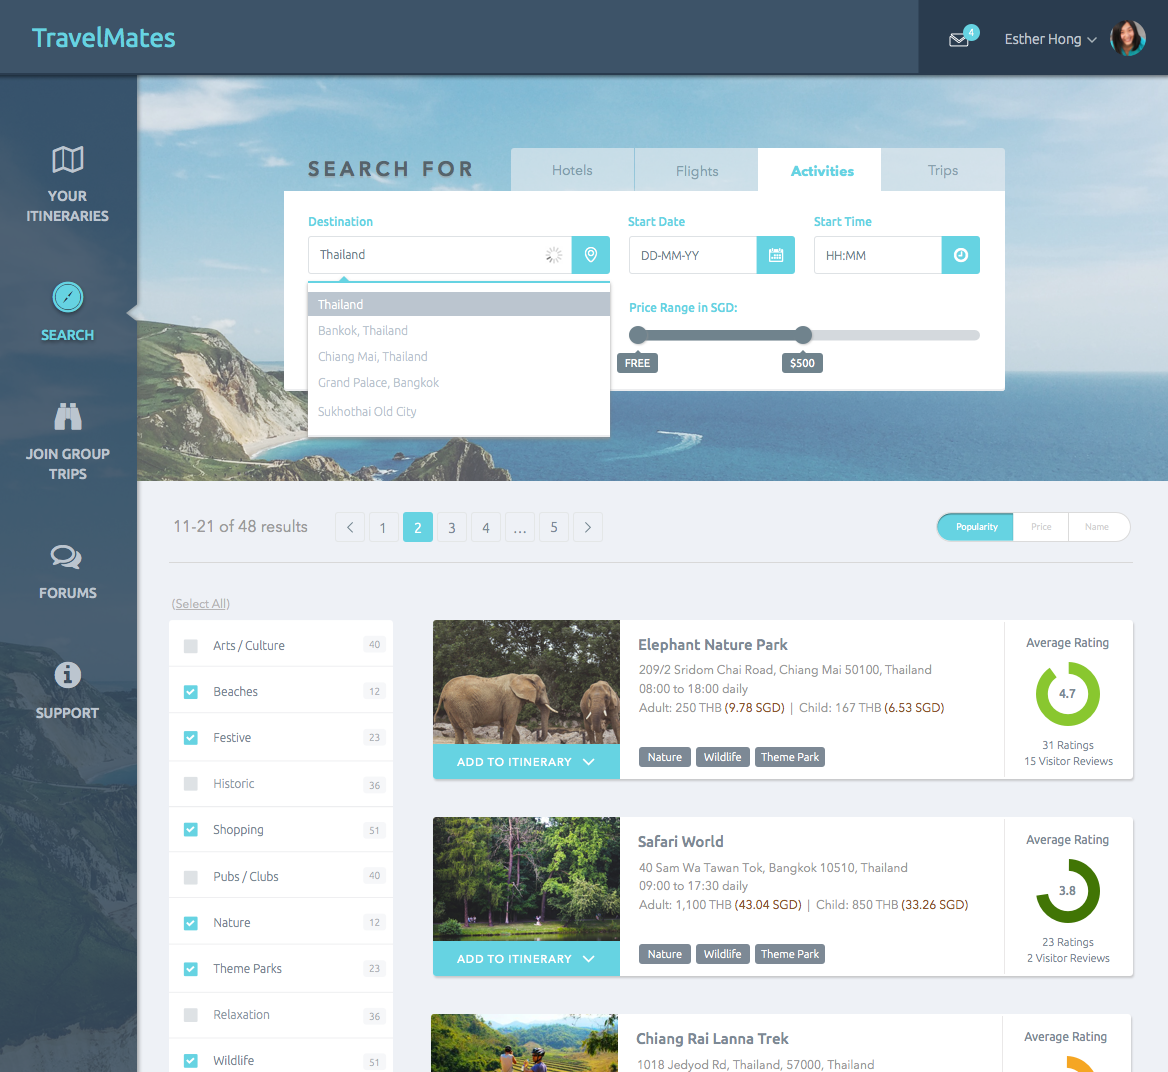 TravelMates
4
Esther Hong
YOUR
ITINERARIES
SEARCH
JOIN GROUP
TRIPS
FORUMS
SUPPORT
SEARCH FOR
Hotels
Flights
Activities
Trips
Destination
Start Date
Start Time
Thailand
DD-MM-YY
HH:MM
Thailand
Bankok, Thailand
Chiang Mai, Thailand
Grand Palace, Bangkok
Sukhothai Old City
Price Range in SGD:
FREE
$500
11-21 of 48 results
< 1 2 3 4 ... 5 >
Popularity
Price
Name
(Select All)
Arts / Culture 40
Beaches 12
Festive 23
Historic 36
Shopping 51
Pubs / Clubs 40
Nature 12
Theme Parks 23
Relaxation 36
Wildlife 51
Elephant Nature Park
209/2 Sridom Chai Road, Chiang Mai 50100, Thailand
08:00 to 18:00 daily
Adult: 250 THB (9.78 SGD) | Child: 167 THB (6.53 SGD)
Nature Wildlife Theme Park
ADD TO ITINERARY
Average Rating
4.7
31 Ratings
15 Visitor Reviews
Safari World
40 Sam Wa Tawan Tok, Bangkok 10510, Thailand
09:00 to 17:30 daily
Adult: 1,100 THB (43.04 SGD) | Child: 850 THB (33.26 SGD)
Nature Wildlife Theme Park
ADD TO ITINERARY
Average Rating
3.8
23 Ratings
2 Visitor Reviews
Chiang Rai Lanna Trek
1018 Jedyod Rd, Thailand, 57000, Thailand
Average Rating